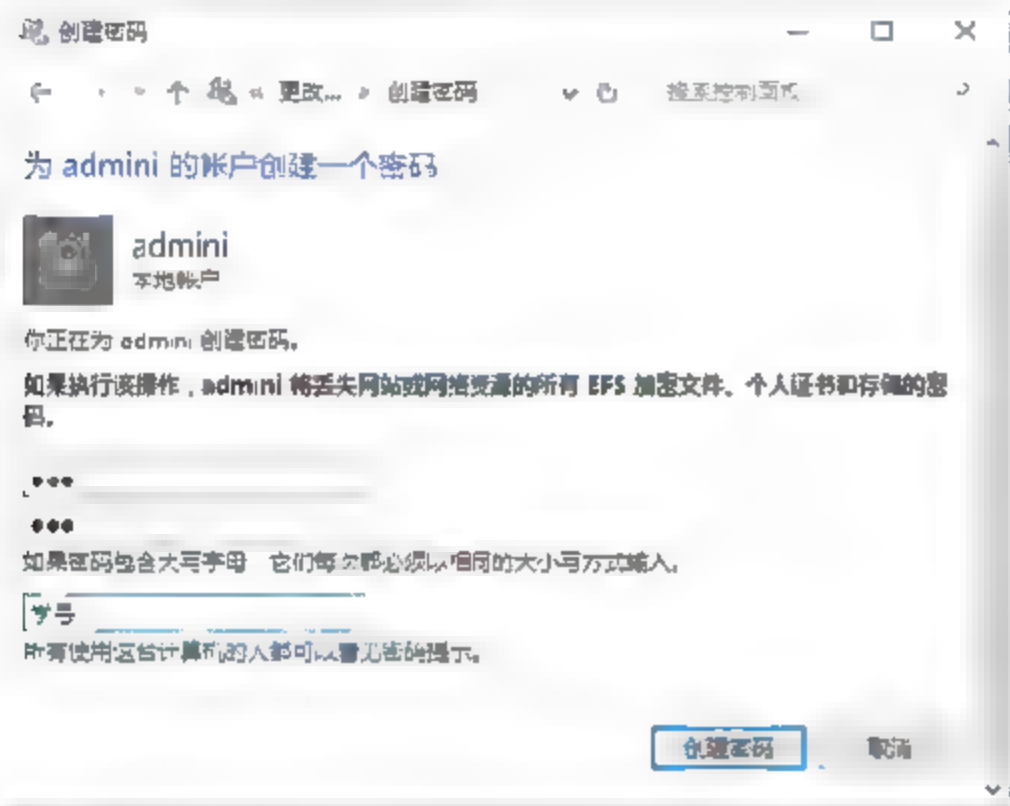 创建密码
更改... 创建密码 搜索控制面板
为 admini 的帐户创建一个密码
admini
本地帐户
你正在为 admini 创建密码。
如果执行该操作，admini 将丢失网站或网络资源的所有 EFS 加密文件、个人证书和存储的密
码。
•••
•••
如果密码包含大写字母，它们每次都必须以相同的大小写方式输入。
学号
所有使用这台计算机的人都可以看见密码提示。
创建密码 取消